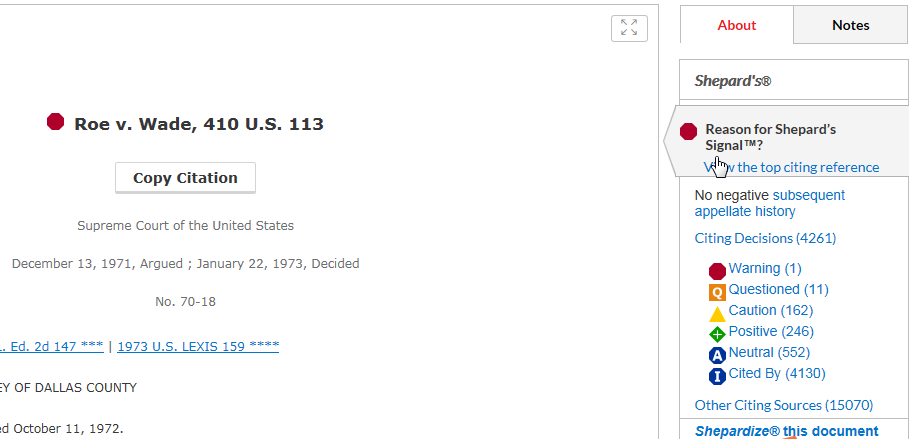 About
Notes
Shepard's®
Roe v. Wade, 410 U.S. 113
Reason for Shepard's
Signal™?
View the top citing reference
Copy Citation
No negative subsequent
appellate history
Supreme Court of the United States
Citing Decisions (4261)
December 13, 1971, Argued ; January 22, 1973, Decided
Warning (1)
No. 70-18
Q Questioned (11)
Caution (162)
Positive (246)
. Ed. 2d 147 *** | 1973 U.S. LEXIS 159 ****
A Neutral (552)
I Cited By (4130)
EY OF DALLAS COUNTY
Other Citing Sources (15070)
ed October 11, 1972.
Shepardize® this document